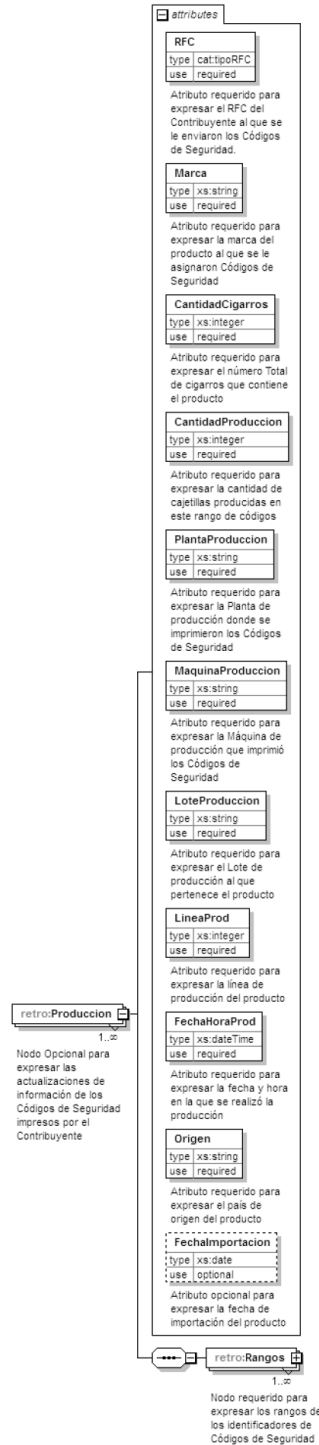 attributes
RFC
type cat:tipoRFC
use required
Atributo requerido para
expresar el RFC del
Contribuyente al que se
le enviaron los Códigos
de Seguridad.
Marca
type xs:string
use required
Atributo requerido para
expresar la marca del
producto al que se le
asignaron Códigos de
Seguridad
CantidadCigarros
type xs:integer
use required
Atributo requerido para
expresar el número Total
de cigarros que contiene
el producto
CantidadProduccion
type xs:integer
use required
Atributo requerido para
expresar la cantidad de
cajetillas producidas en
este rango de códigos
PlantaProduccion
type xs:string
use required
Atributo requerido para
expresar la Planta de
producción donde se
imprimieron los Códigos
de Seguridad
MaquinaProduccion
type xs:string
use required
Atributo requerido para
expresar la Máquina de
producción que imprimió
los Códigos de
Seguridad
LoteProduccion
type xs:string
use required
Atributo requerido para
expresar el Lote de
producción al que
pertenece el producto
LineaProd
type xs:integer
use required
Atributo requerido para
expresar la línea de
producción del producto
retro:Produccion
1..∞
Nodo Opcional para
expresar las
actualizaciones de
información de los
Códigos de Seguridad
impresos por el
Contribuyente
FechaHoraProd
type xs:dateTime
use required
Atributo requerido para
expresar la fecha y hora
en la que se realizó la
producción
Origen
type xs:string
use required
Atributo requerido para
expresar el país de
origen del producto
FechaImportacion
type xs:date
use optional
Atributo opcional para
expresar la fecha de
importación del producto
retro:Rangos
1..∞
Nodo requerido para
expresar los rangos de
los identificadores de
Códigos de Seguridad